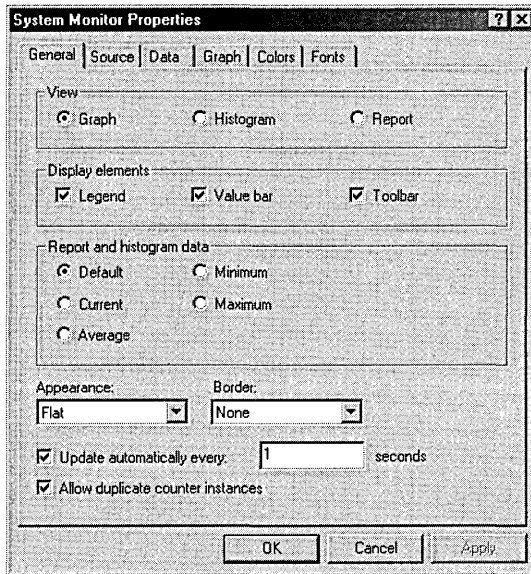 System Monitor Properties
General Source Data Graph Colors Fonts
View
Graph Histogram Report
Display elements
Legend Value bar Toolbar
Report and histogram data
Default Minimum
Current Maximum
Average
Appearance: Border:
Flat None
Update automatically every: 1 seconds
Allow duplicate counter instances
OK Cancel Apply